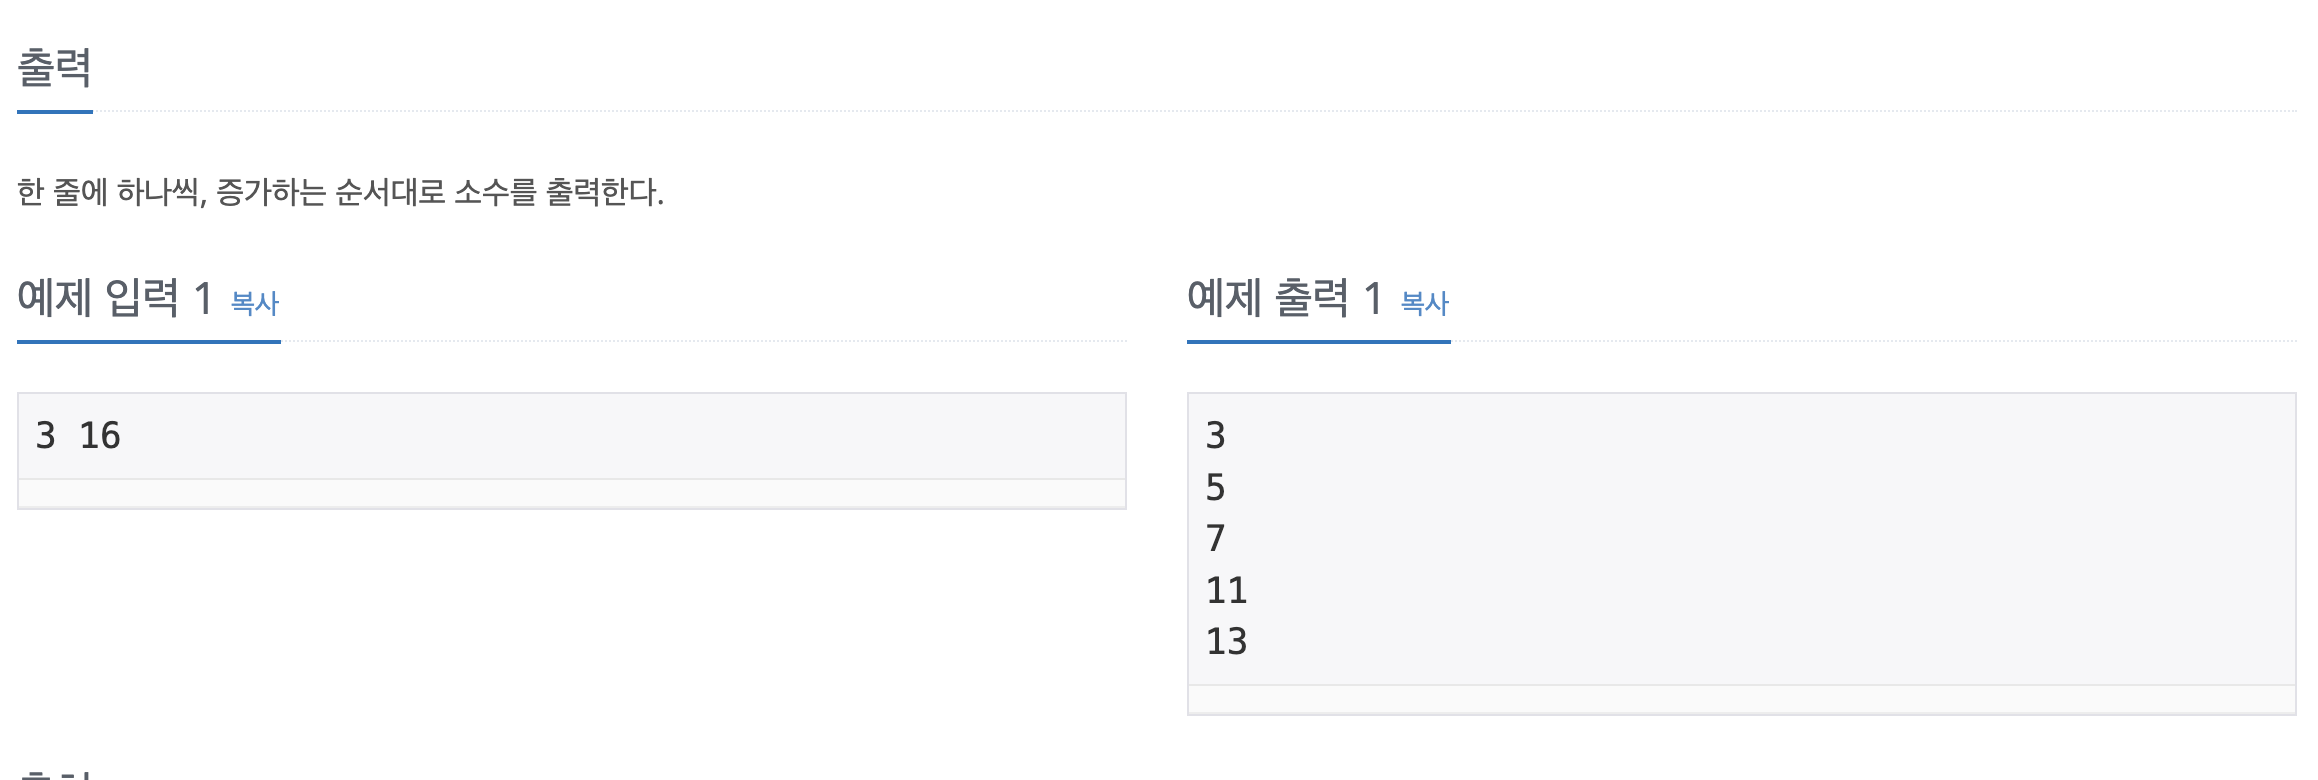 출력
한 줄에 하나씩, 증가하는 순서대로 소수를 출력한다.
예제 입력 1 복사
3 16
예제 출력 1 복사
3
5
7
11
13